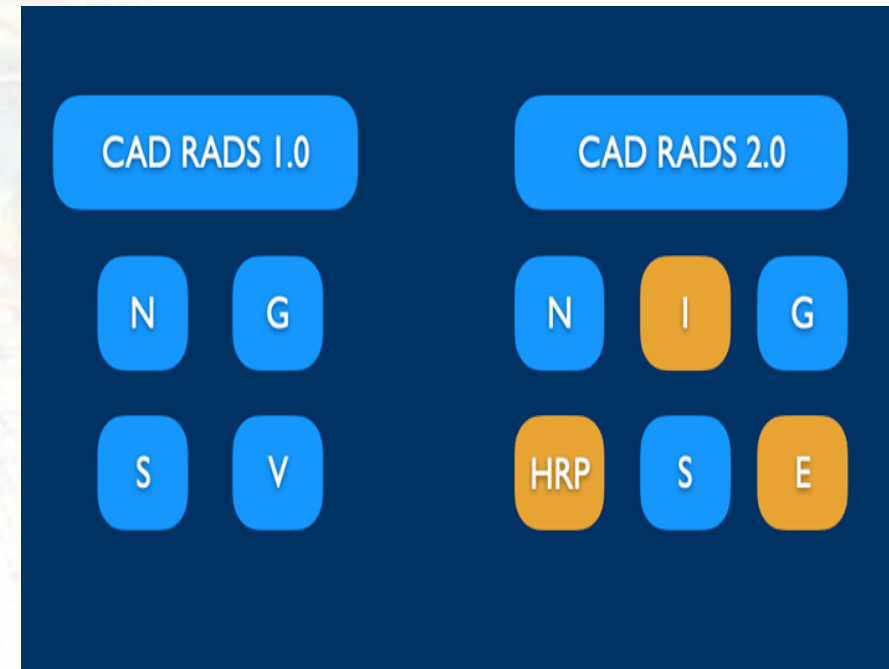 CAD RADS 1.0
CAD RADS 2.0
N G
N I G
S V
HRP S E